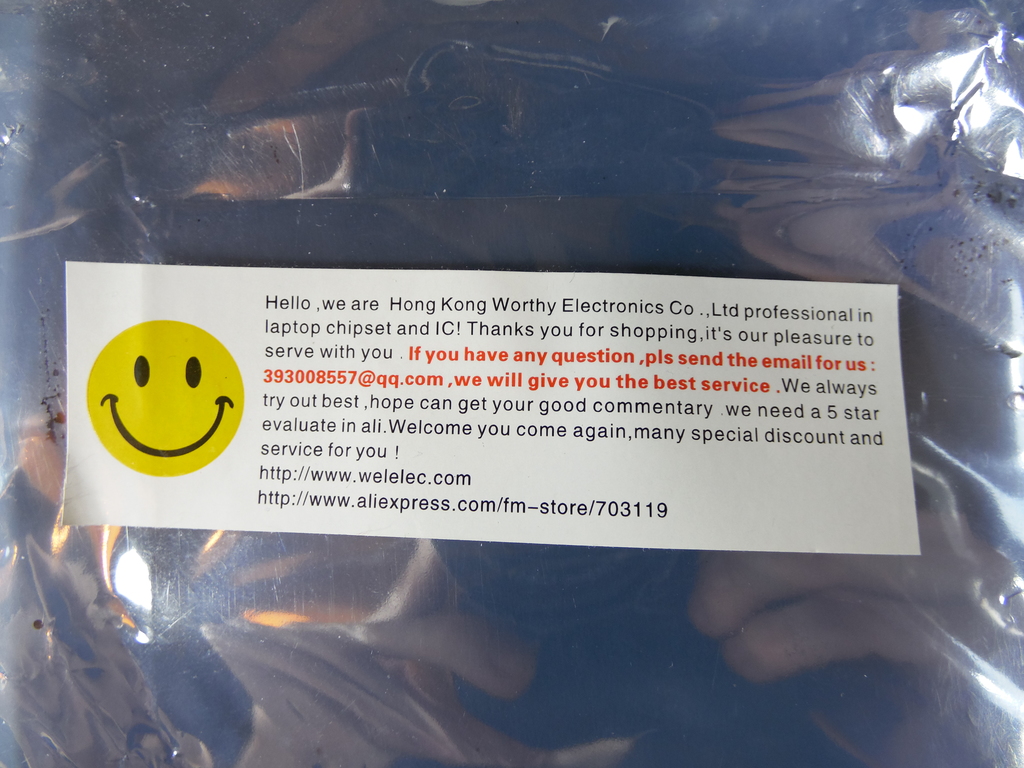 Hello ,we are Hong Kong Worthy Electronics Co .,Ltd professional in
laptop chipset and IC! Thanks you for shopping,it's our pleasure to
serve with you . If you have any question ,pls send the email for us :
393008557@qq.com ,we will give you the best service .We always
try out best ,hope can get your good commentary .we need a 5 star
evaluate in ali.Welcome you come again,many special discount and
service for you !
http://www.welelec.com
http://www.aliexpress.com/fm-store/703119